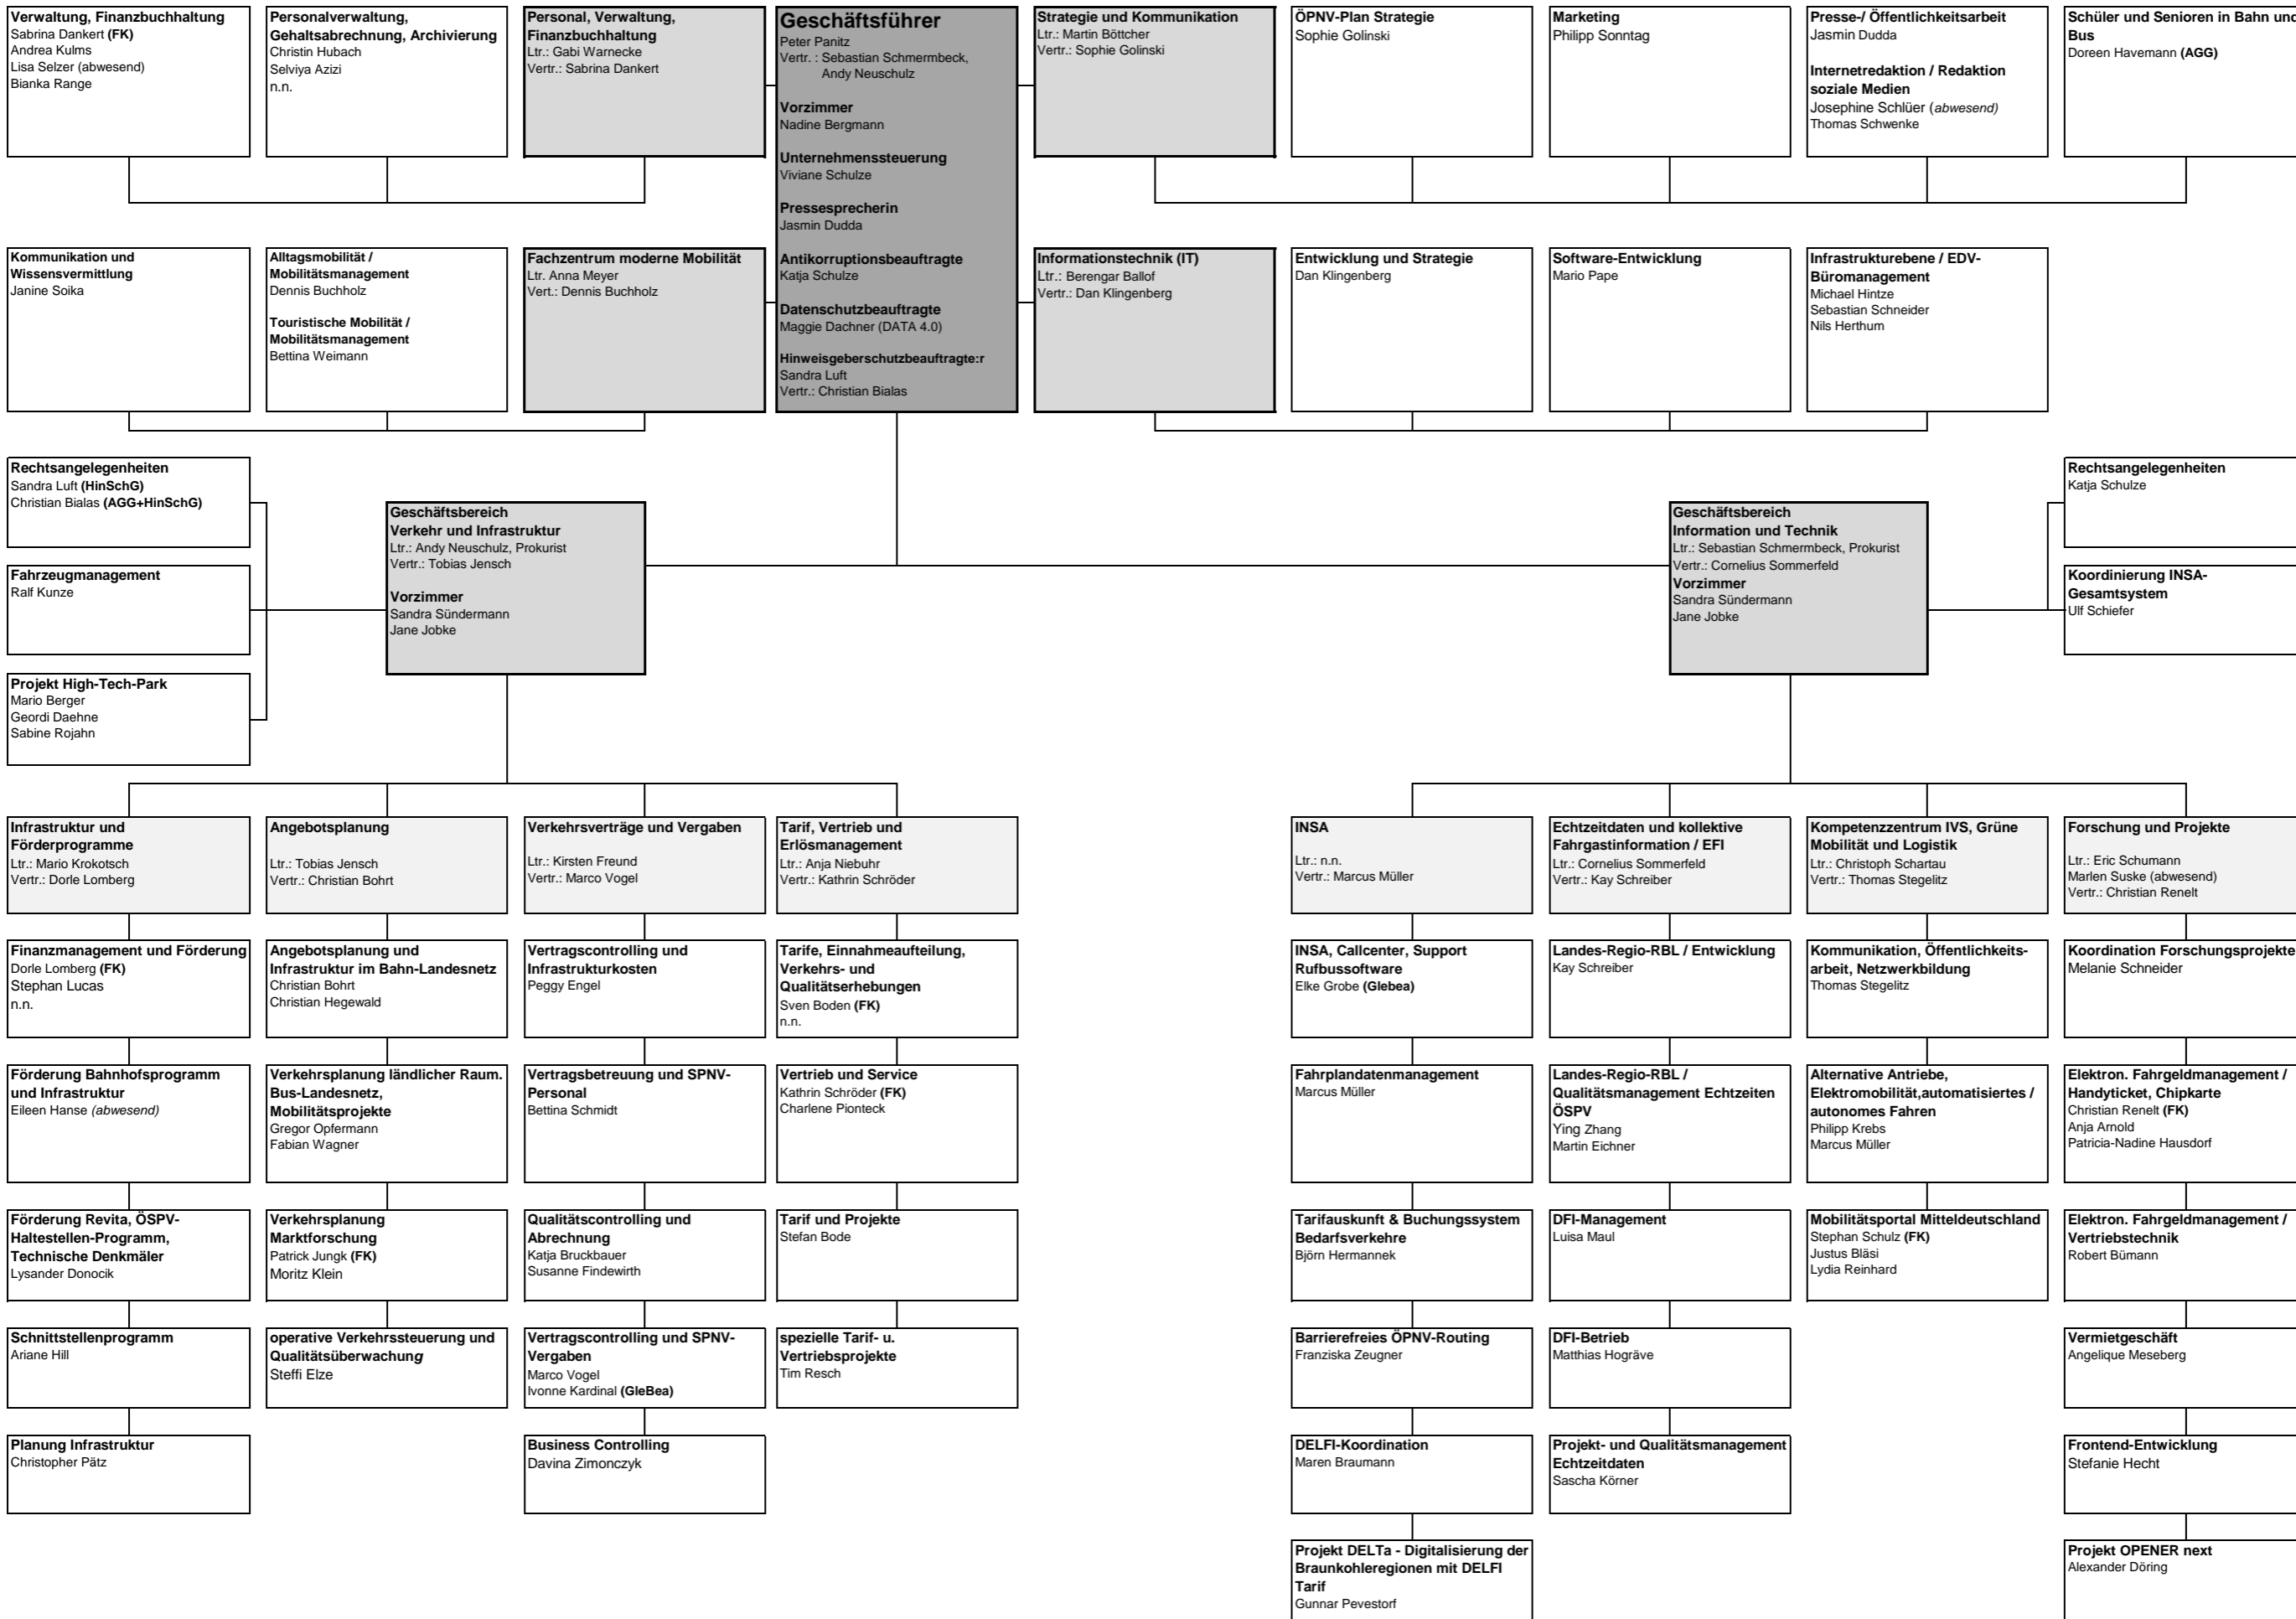 Verwaltung, Finanzbuchhaltung
Sabrina Dankert (FK)
Andrea Kulms
Lisa Selzer (abwesend)
Bianka Range
Personalverwaltung,
Gehaltsabrechnung, Archivierung
Christin Hubach
Selviya Azizi
n.n.
Personal, Verwaltung,
Finanzbuchhaltung
Ltr.: Gabi Warnecke
Vertr.: Sabrina Dankert
Geschäftsführer
Peter Panitz
Vertr. : Sebastian Schmermbeck,
Andy Neuschulz
Vorzimmer
Nadine Bergmann
Unternehmenssteuerung
Viviane Schulze
Pressesprecherin
Jasmin Dudda
Antikorruptionsbeauftragte
Katja Schulze
Datenschutzbeauftragte
Maggie Dachner (DATA 4.0)
Hinweisgeberschutzbeauftragte:r
Sandra Luft
Vertr.: Christian Bialas
Strategie und Kommunikation
Ltr.: Martin Böttcher
Vertr.: Sophie Golinski
ÖPNV-Plan Strategie
Sophie Golinski
Marketing
Philipp Sonntag
Presse-/ Öffentlichkeitsarbeit
Jasmin Dudda
Internetredaktion / Redaktion
soziale Medien
Josephine Schlüer (abwesend)
Thomas Schwenke
Schüler und Senioren in Bahn und
Bus
Doreen Havemann (AGG)
Kommunikation und
Wissensvermittlung
Janine Soika
Alltagsmobilität /
Mobilitätsmanagement
Dennis Buchholz
Touristische Mobilität /
Mobilitätsmanagement
Bettina Weimann
Fachzentrum moderne Mobilität
Ltr. Anna Meyer
Vert.: Dennis Buchholz
Informationstechnik (IT)
Ltr.: Berengar Ballof
Vertr.: Dan Klingenberg
Entwicklung und Strategie
Dan Klingenberg
Software-Entwicklung
Mario Pape
Infrastrukturebene / EDV-
Büromanagement
Michael Hintze
Sebastian Schneider
Nils Herthum
Rechtsangelegenheiten
Sandra Luft (HinSchG)
Christian Bialas (AGG+HinSchG)
Fahrzeugmanagement
Ralf Kunze
Projekt High-Tech-Park
Mario Berger
Geordi Daehne
Sabine Rojahn
Geschäftsbereich
Verkehr und Infrastruktur
Ltr.: Andy Neuschulz, Prokurist
Vertr.: Tobias Jensch
Vorzimmer
Sandra Sündermann
Jane Jobke
Geschäftsbereich
Information und Technik
Ltr.: Sebastian Schmermbeck, Prokurist
Vertr.: Cornelius Sommerfeld
Vorzimmer
Sandra Sündermann
Jane Jobke
Rechtsangelegenheiten
Katja Schulze
Koordinierung INSA-
Gesamtsystem
Ulf Schiefer
Infrastruktur und
Förderprogramme
Ltr.: Mario Krokotsch
Vertr.: Dorle Lomberg
Angebotsplanung
Ltr.: Tobias Jensch
Vertr.: Christian Bohrt
Verkehrsverträge und Vergaben
Ltr.: Kirsten Freund
Vertr.: Marco Vogel
Tarif, Vertrieb und
Erlösmanagement
Ltr.: Anja Niebuhr
Vertr.: Kathrin Schröder
INSA
Ltr.: n.n.
Vertr.: Marcus Müller
Echtzeitdaten und kollektive
Fahrgastinformation / EFI
Ltr.: Cornelius Sommerfeld
Vertr.: Kay Schreiber
Kompetenzzentrum IVS, Grüne
Mobilität und Logistik
Ltr.: Christoph Schartau
Vertr.: Thomas Stegelitz
Forschung und Projekte
Ltr.: Eric Schumann
Marlen Suske (abwesend)
Vertr.: Christian Renelt
Finanzmanagement und Förderung
Dorle Lomberg (FK)
Stephan Lucas
n.n.
Angebotsplanung und
Infrastruktur im Bahn-Landesnetz
Christian Bohrt
Christian Hegewald
Vertragscontrolling und
Infrastrukturkosten
Peggy Engel
Tarife, Einnahmeaufteilung,
Verkehrs- und
Qualitätserhebungen
Sven Boden (FK)
n.n.
INSA, Callcenter, Support
Rufbussoftware
Elke Grobe (Glebea)
Landes-Regio-RBL / Entwicklung
Kay Schreiber
Kommunikation, Öffentlichkeits-
arbeit, Netzwerkbildung
Thomas Stegelitz
Koordination Forschungsprojekte
Melanie Schneider
Förderung Bahnhofsprogramm
und Infrastruktur
Eileen Hanse (abwesend)
Verkehrsplanung ländlicher Raum.
Bus-Landesnetz,
Mobilitätsprojekte
Gregor Opfermann
Fabian Wagner
Vertragsbetreuung und SPNV-
Personal
Bettina Schmidt
Vertrieb und Service
Kathrin Schröder (FK)
Charlene Pionteck
Fahrplandatenmanagement
Marcus Müller
Landes-Regio-RBL /
Qualitätsmanagement Echtzeiten
ÖSPV
Ying Zhang
Martin Eichner
Alternative Antriebe,
Elektromobilität,automatisiertes /
autonomes Fahren
Philipp Krebs
Marcus Müller
Elektron. Fahrgeldmanagement /
Handyticket, Chipkarte
Christian Renelt (FK)
Anja Arnold
Patricia-Nadine Hausdorf
Förderung Revita, ÖSPV-
Haltestellen-Programm,
Technische Denkmäler
Lysander Donocik
Verkehrsplanung
Marktforschung
Patrick Jungk (FK)
Moritz Klein
Qualitätscontrolling und
Abrechnung
Katja Bruckbauer
Susanne Findewirth
Tarif und Projekte
Stefan Bode
Tarifauskunft & Buchungssystem
Bedarfsverkehre
Björn Hermannek
DFI-Management
Luisa Maul
Mobilitätsportal Mitteldeutschland
Stephan Schulz (FK)
Justus Bläsi
Lydia Reinhard
Elektron. Fahrgeldmanagement /
Vertriebstechnik
Robert Bümann
Schnittstellenprogramm
Ariane Hill
operative Verkehrssteuerung und
Qualitätsüberwachung
Steffi Elze
Vertragscontrolling und SPNV-
Vergaben
Marco Vogel
Ivonne Kardinal (GleBea)
spezielle Tarif- u.
Vertriebsprojekte
Tim Resch
Barrierefreies ÖPNV-Routing
Franziska Zeugner
DFI-Betrieb
Matthias Hogräve
Vermietgeschäft
Angelique Meseberg
Planung Infrastruktur
Christopher Pätz
Business Controlling
Davina Zimonczyk
DELFI-Koordination
Maren Braumann
Projekt- und Qualitätsmanagement
Echtzeitdaten
Sascha Körner
Frontend-Entwicklung
Stefanie Hecht
Projekt DELTa - Digitalisierung der
Braunkohleregionen mit DELFI
Tarif
Gunnar Pevestorf
Projekt OPENER next
Alexander Döring